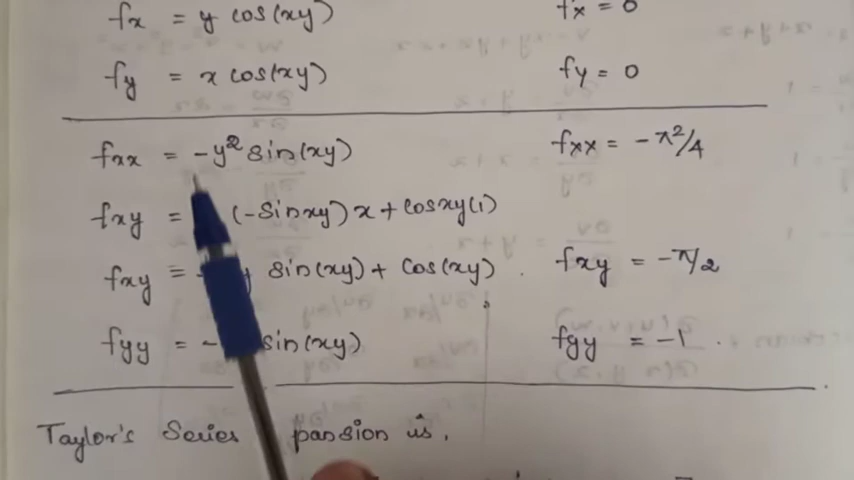 fx = y cos(xy) fx = 0
fy = x cos(xy) fy = 0
fxx = -y² sin(xy) fxx = -π²/4
fxy = (-sinxy)x + cosxy(1)
fxy = - y sin(xy) + cos(xy). fxy = -π/2
fyy = - sin(xy) fyy = -1.
Taylor's Series pansion is,